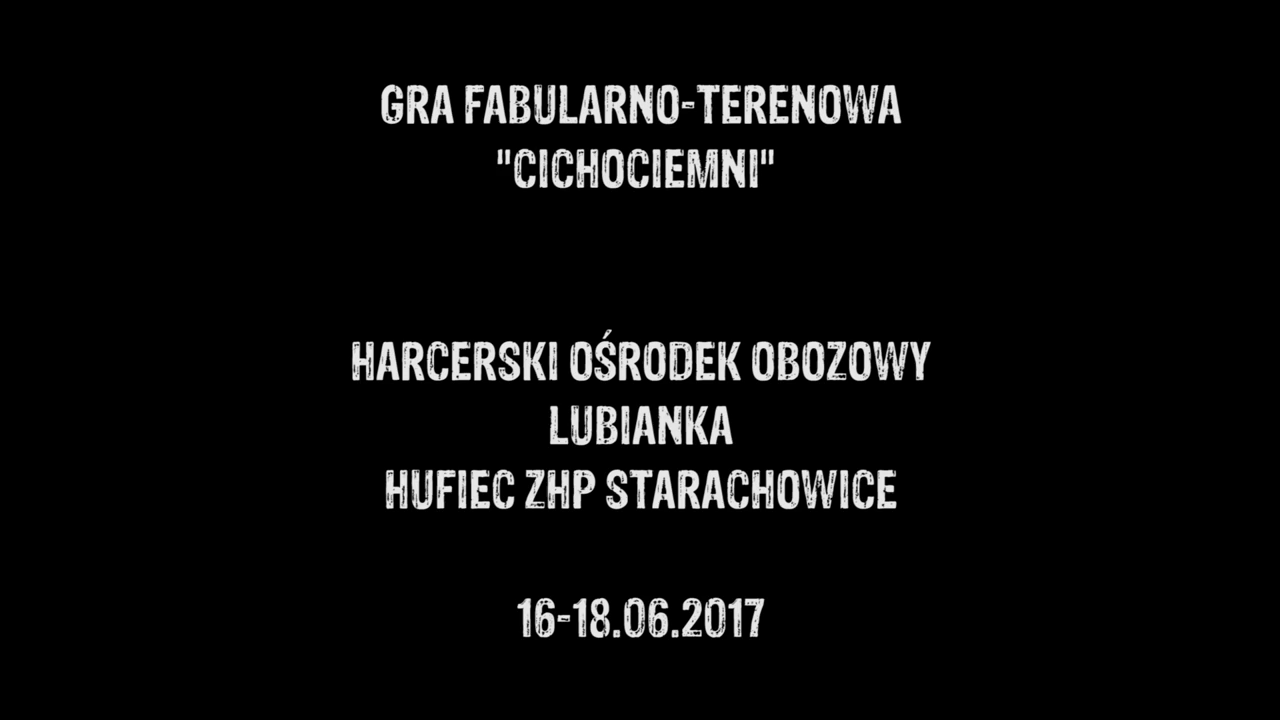 GRA FABULARNO-TERENOWA
"CICHOCIEMNI"
HARCERSKI OŚRODEK OBOZOWY
LUBIANKA
HUFIEC ZHP STARACHOWICE
16-18.06.2017